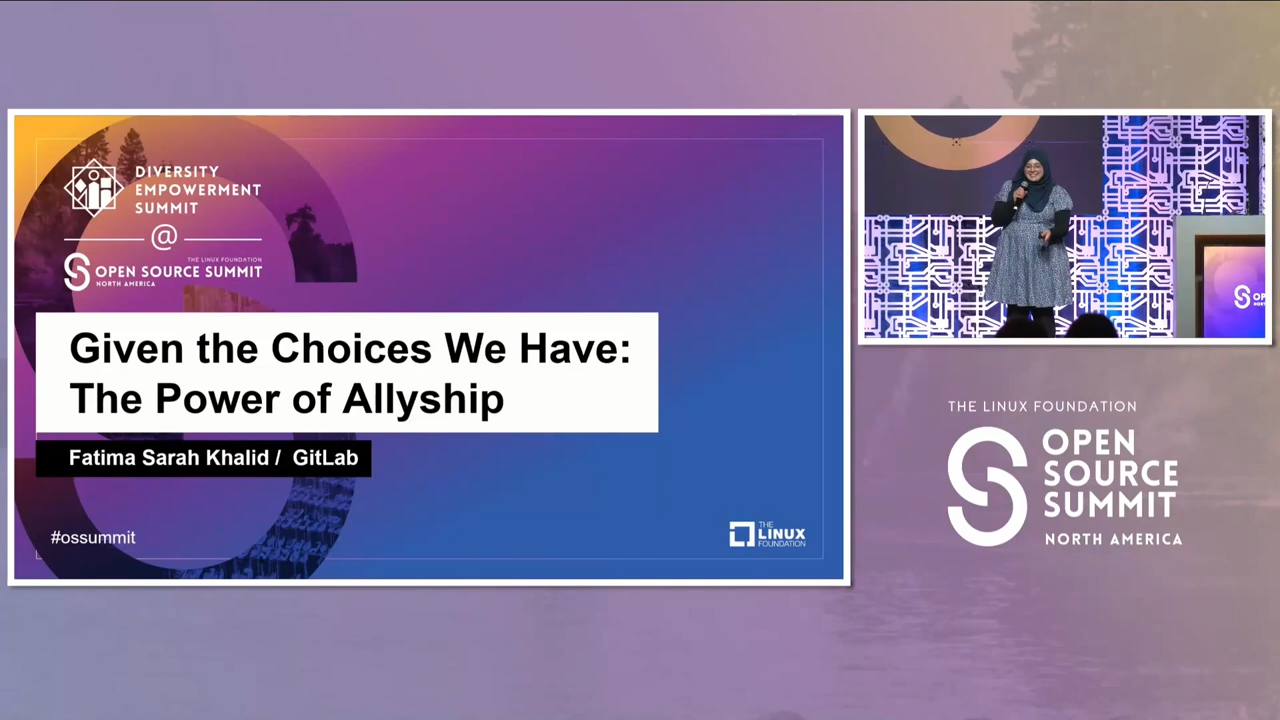 DIVERSITY
EMPOWERMENT
SUMMIT
@
THE LINUX FOUNDATION
OPEN SOURCE SUMMIT
NORTH AMERICA
Given the Choices We Have:
The Power of Allyship
Fatima Sarah Khalid / GitLab
#ossummit
THE
LINUX
FOUNDATION
THE LINUX FOUNDATION
OPEN
SOURCE
SUMMIT
NORTH AMERICA